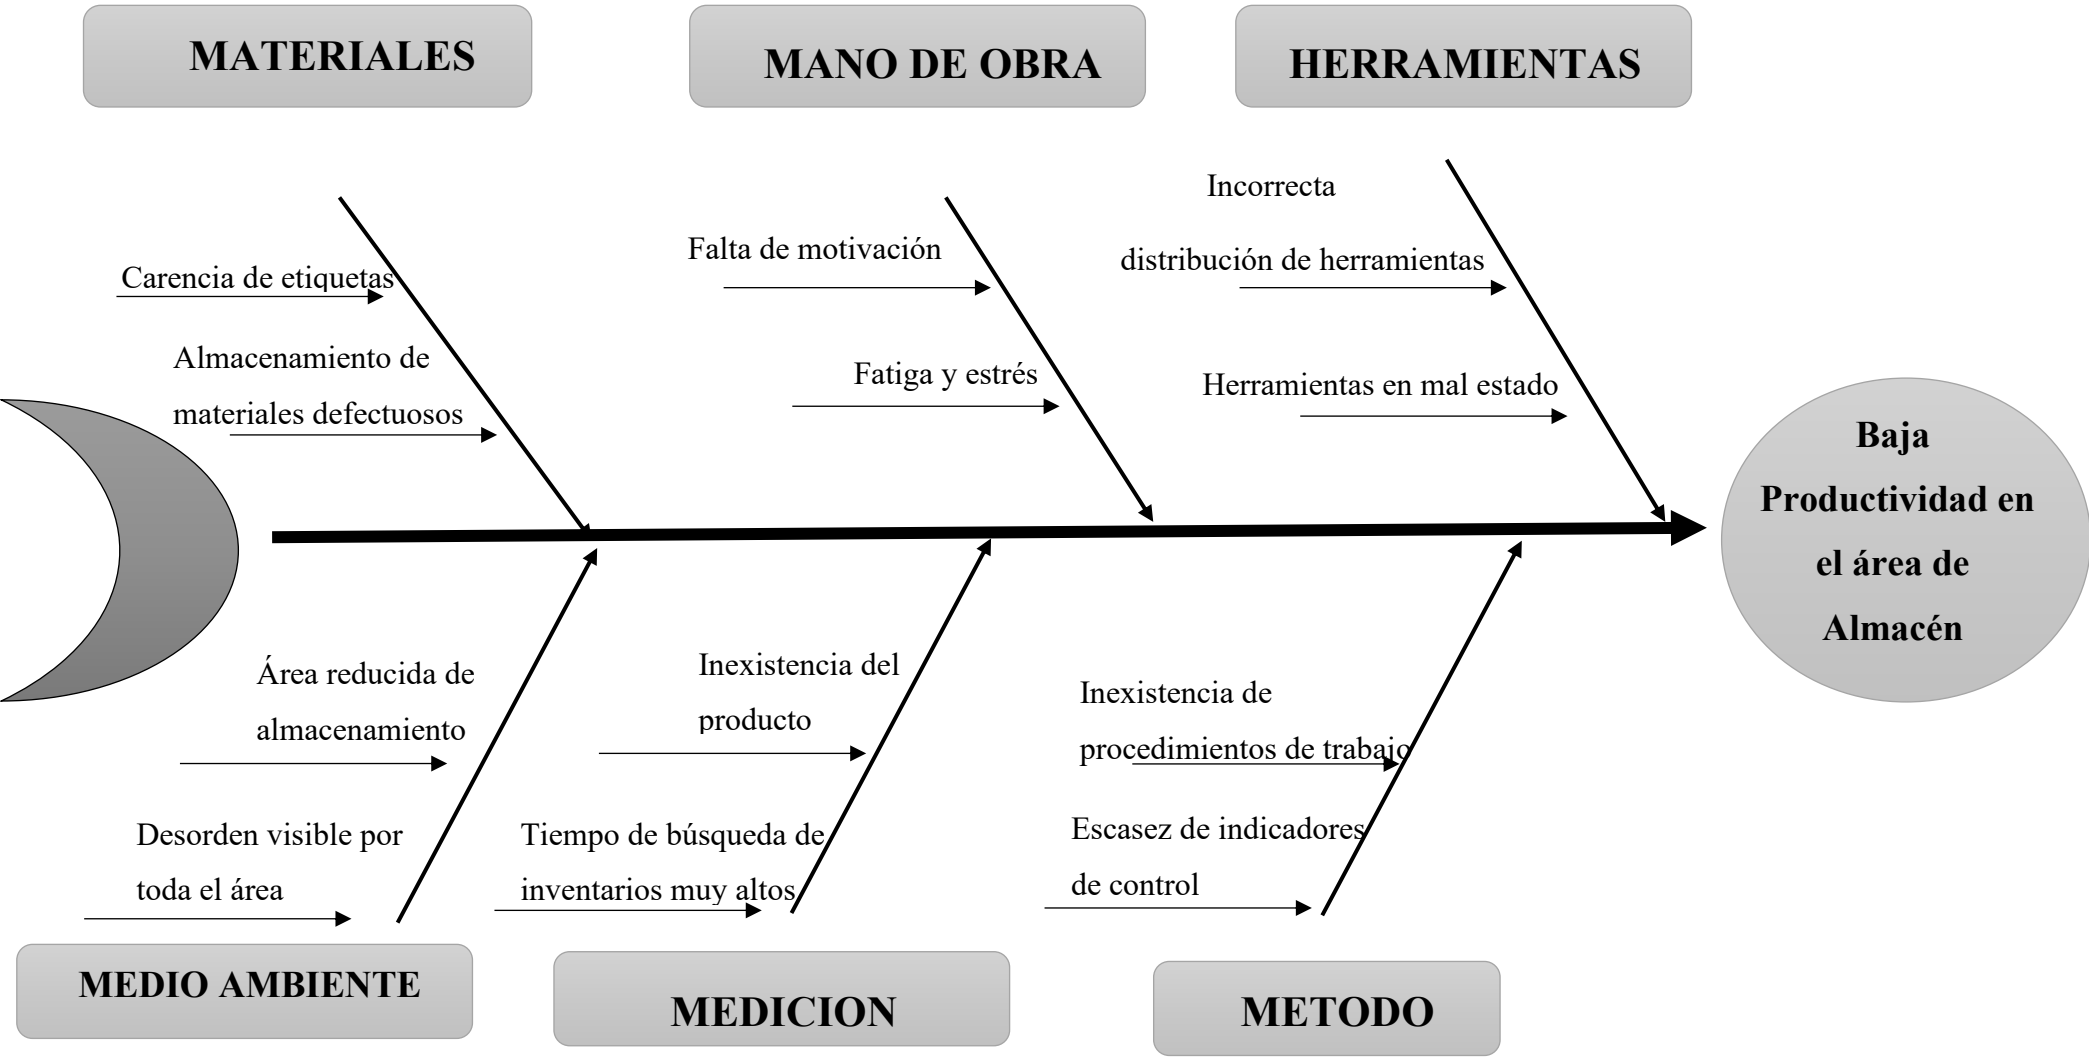 MATERIALES
MANO DE OBRA
HERRAMIENTAS
Carencia de etiquetas
Almacenamiento de
materiales defectuosos
Falta de motivación
Fatiga y estrés
Incorrecta
distribución de herramientas
Herramientas en mal estado
Baja
Productividad en
el área de
Almacén
Área reducida de
almacenamiento
Desorden visible por
toda el área
Inexistencia del
producto
Tiempo de búsqueda de
inventarios muy altos
Inexistencia de
procedimientos de trabajo
Escasez de indicadores
de control
MEDIO AMBIENTE
MEDICION
METODO